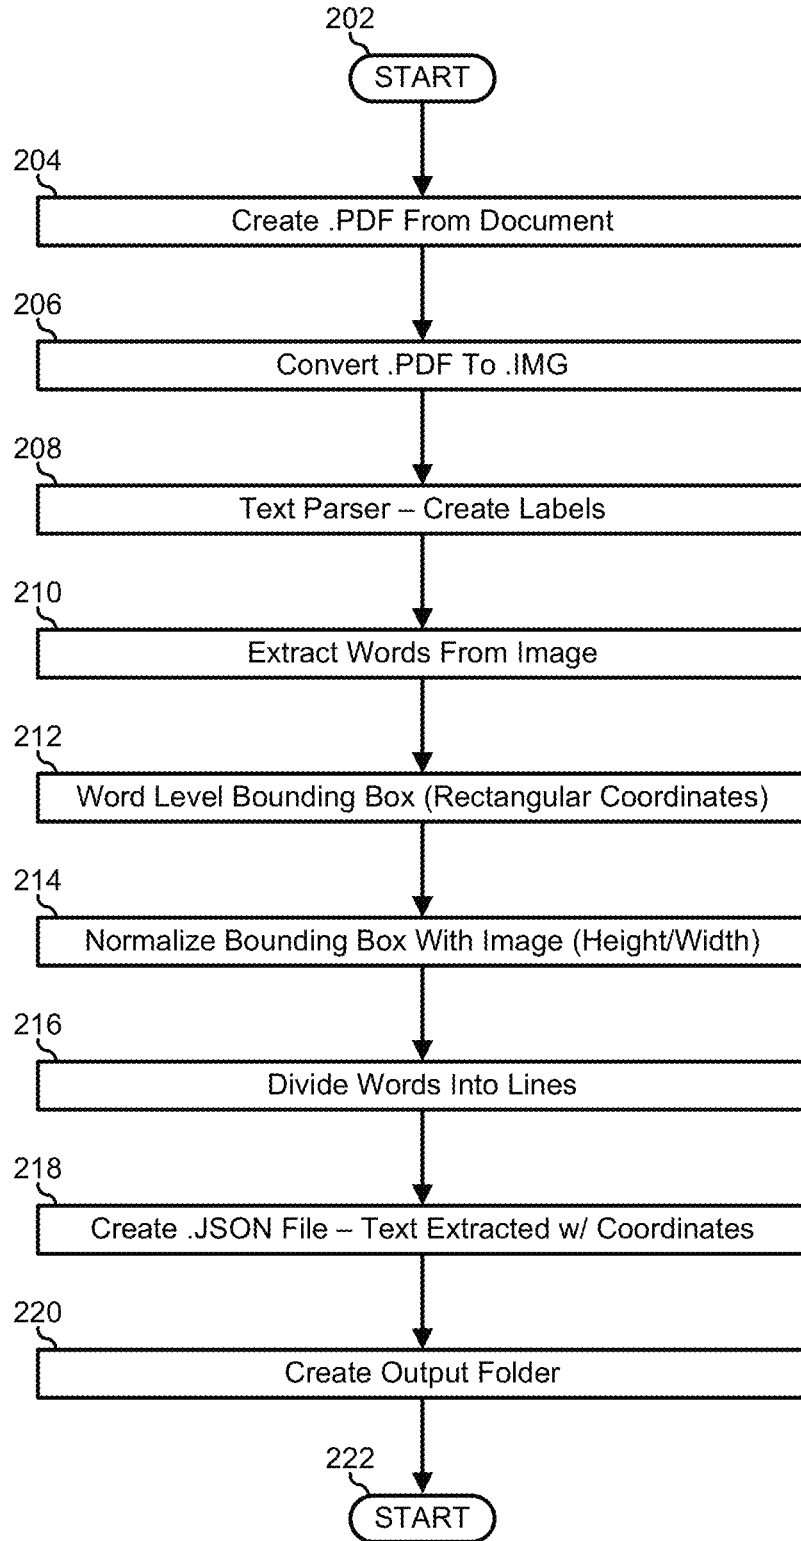 202
START
204
Create .PDF From Document
206
Convert .PDF To .IMG
208
Text Parser – Create Labels
210
Extract Words From Image
212
Word Level Bounding Box (Rectangular Coordinates)
214
Normalize Bounding Box With Image (Height/Width)
216
Divide Words Into Lines
218
Create .JSON File – Text Extracted w/ Coordinates
220
Create Output Folder
222
START